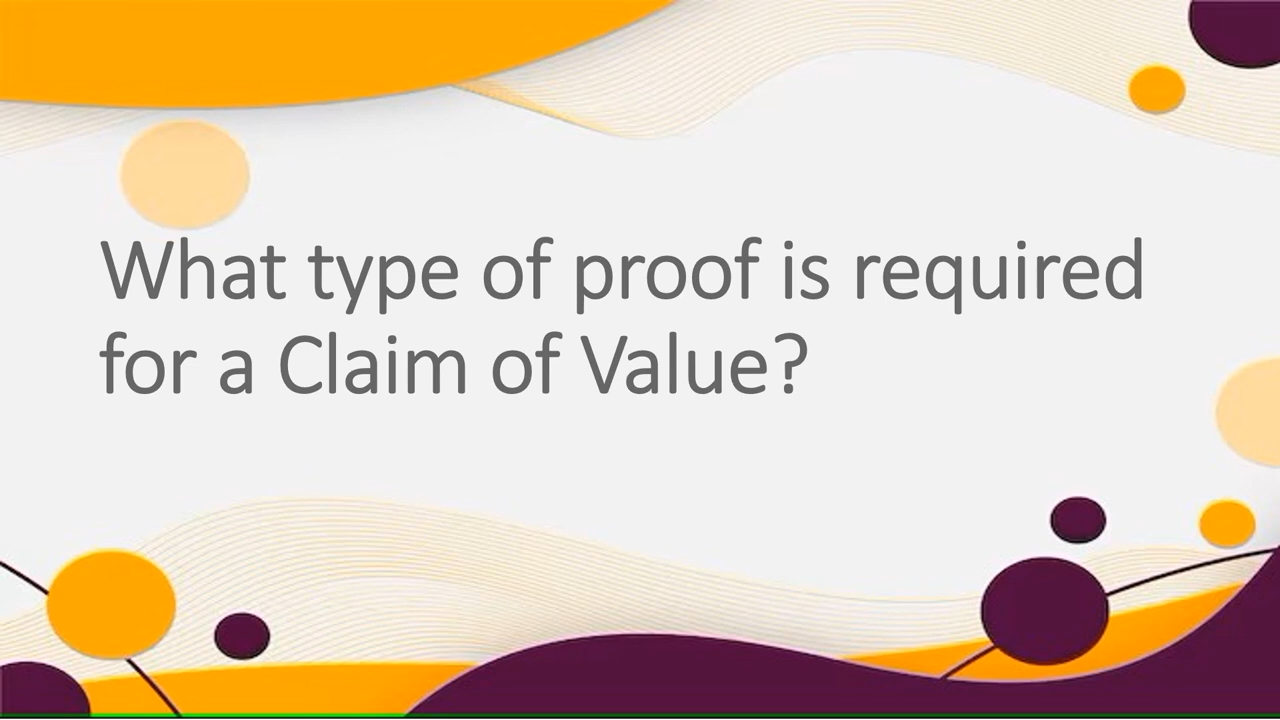 What type of proof is required
for a Claim of Value?